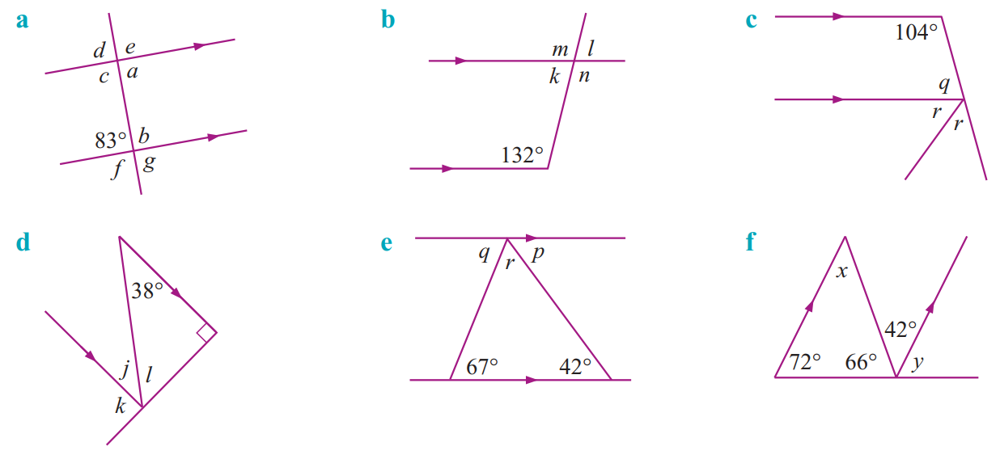 a
d e
c a
83° b
f g
b
m l
k n
132°
c
104°
q
r r
d
38°
j l
k
e
q r p
67° 42°
f
x
42°
72° 66° y